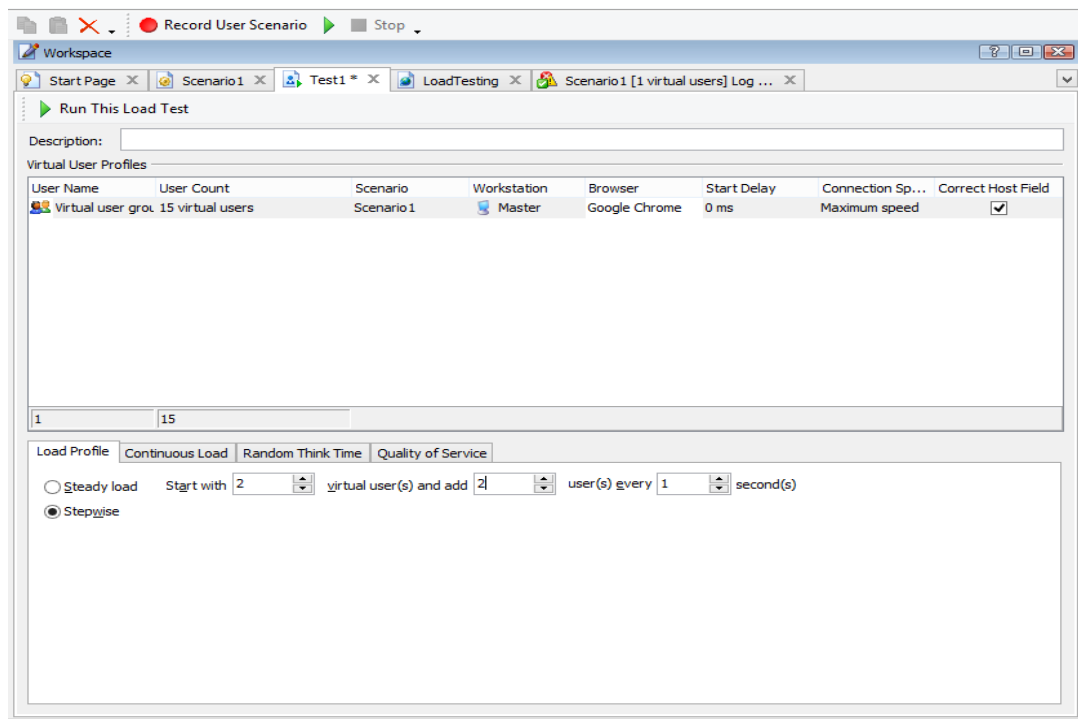 Record User Scenario Stop
Workspace
Start Page Scenario1 Test1 * LoadTesting Scenario1 [1 virtual users] Log ...
Run This Load Test
Description:
Virtual User Profiles
User Name User Count Scenario Workstation Browser Start Delay Connection Sp... Correct Host Field
Virtual user grou 15 virtual users Scenario1 Master Google Chrome 0 ms Maximum speed
1 15
Load Profile Continuous Load Random Think Time Quality of Service
Steady load Start with 2 virtual user(s) and add 2 user(s) every 1 second(s)
Stepwise